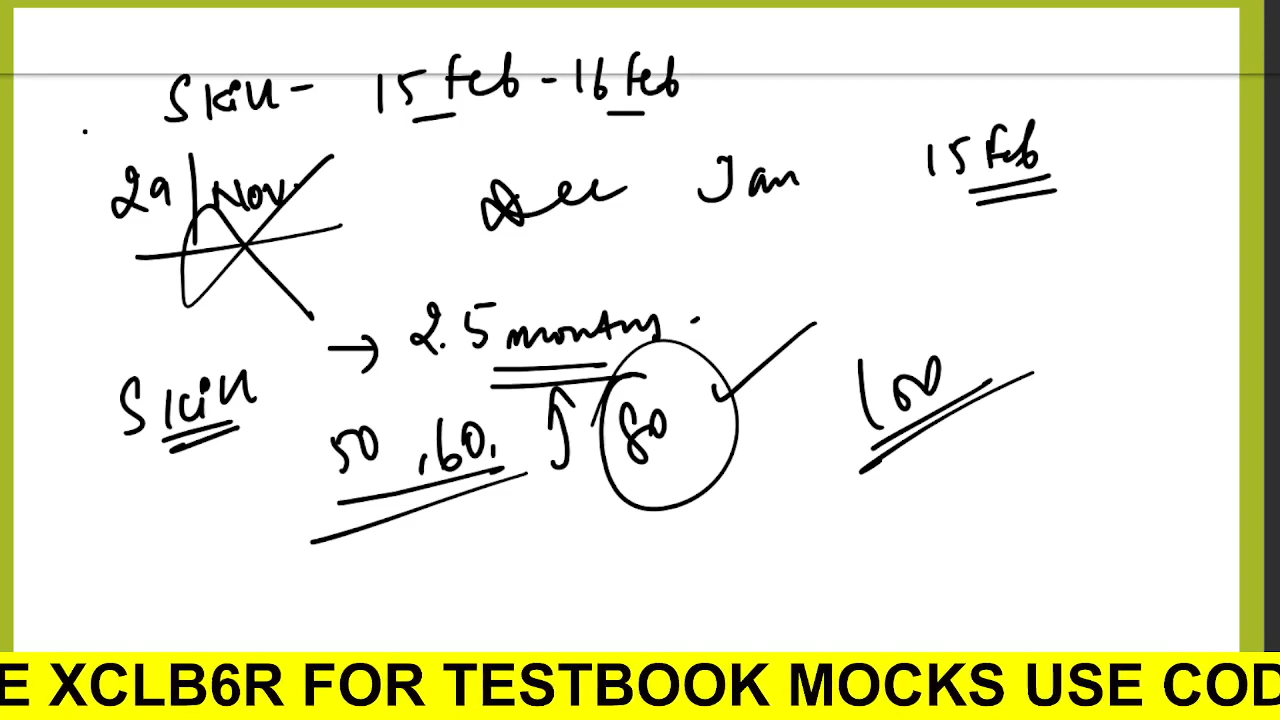 Skill - 15 Feb - 16 Feb
29 Nov. Dec Jan 15 Feb
→ 2.5 months.
Skill 50, 60, 80 100
E XCLB6R FOR TESTBOOK MOCKS USE COD